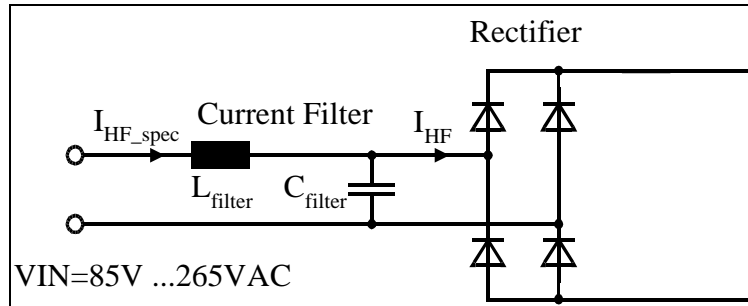 Rectifier
Current Filter
I_HF_spec
I_HF
L_filter
C_filter
VIN=85V ...265VAC